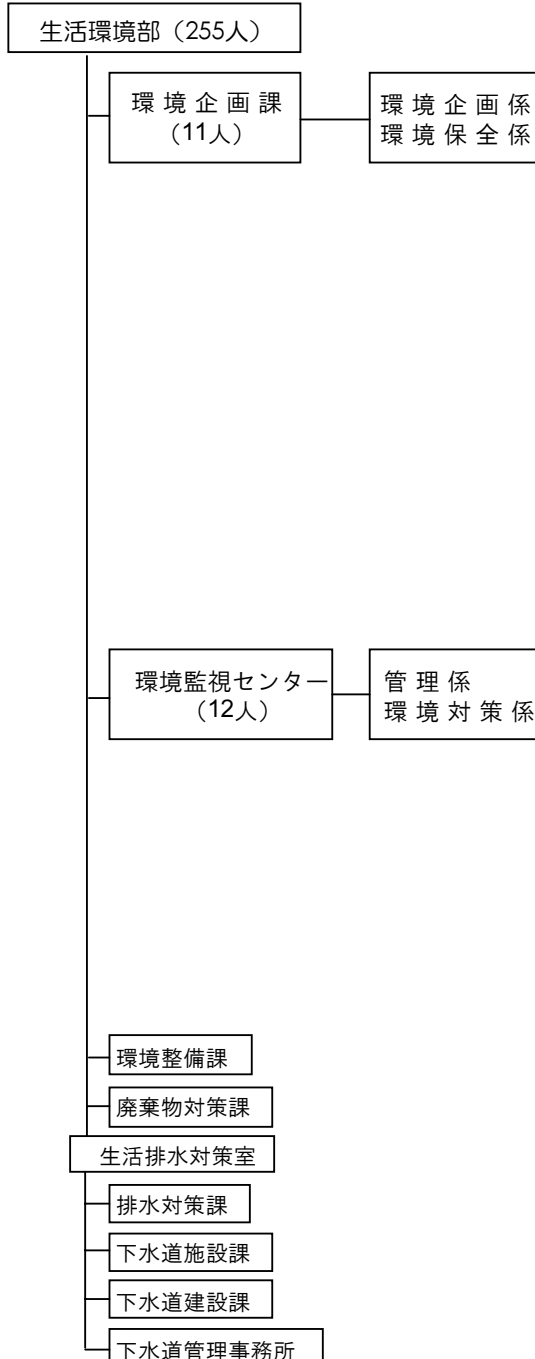 生活環境部（255人）
環境企画課
（11人）
環境企画係
環境保全係
環境監視センター
（12人）
管理係
環境対策係
環境整備課
廃棄物対策課
生活排水対策室
排水対策課
下水道施設課
下水道建設課
下水道管理事務所